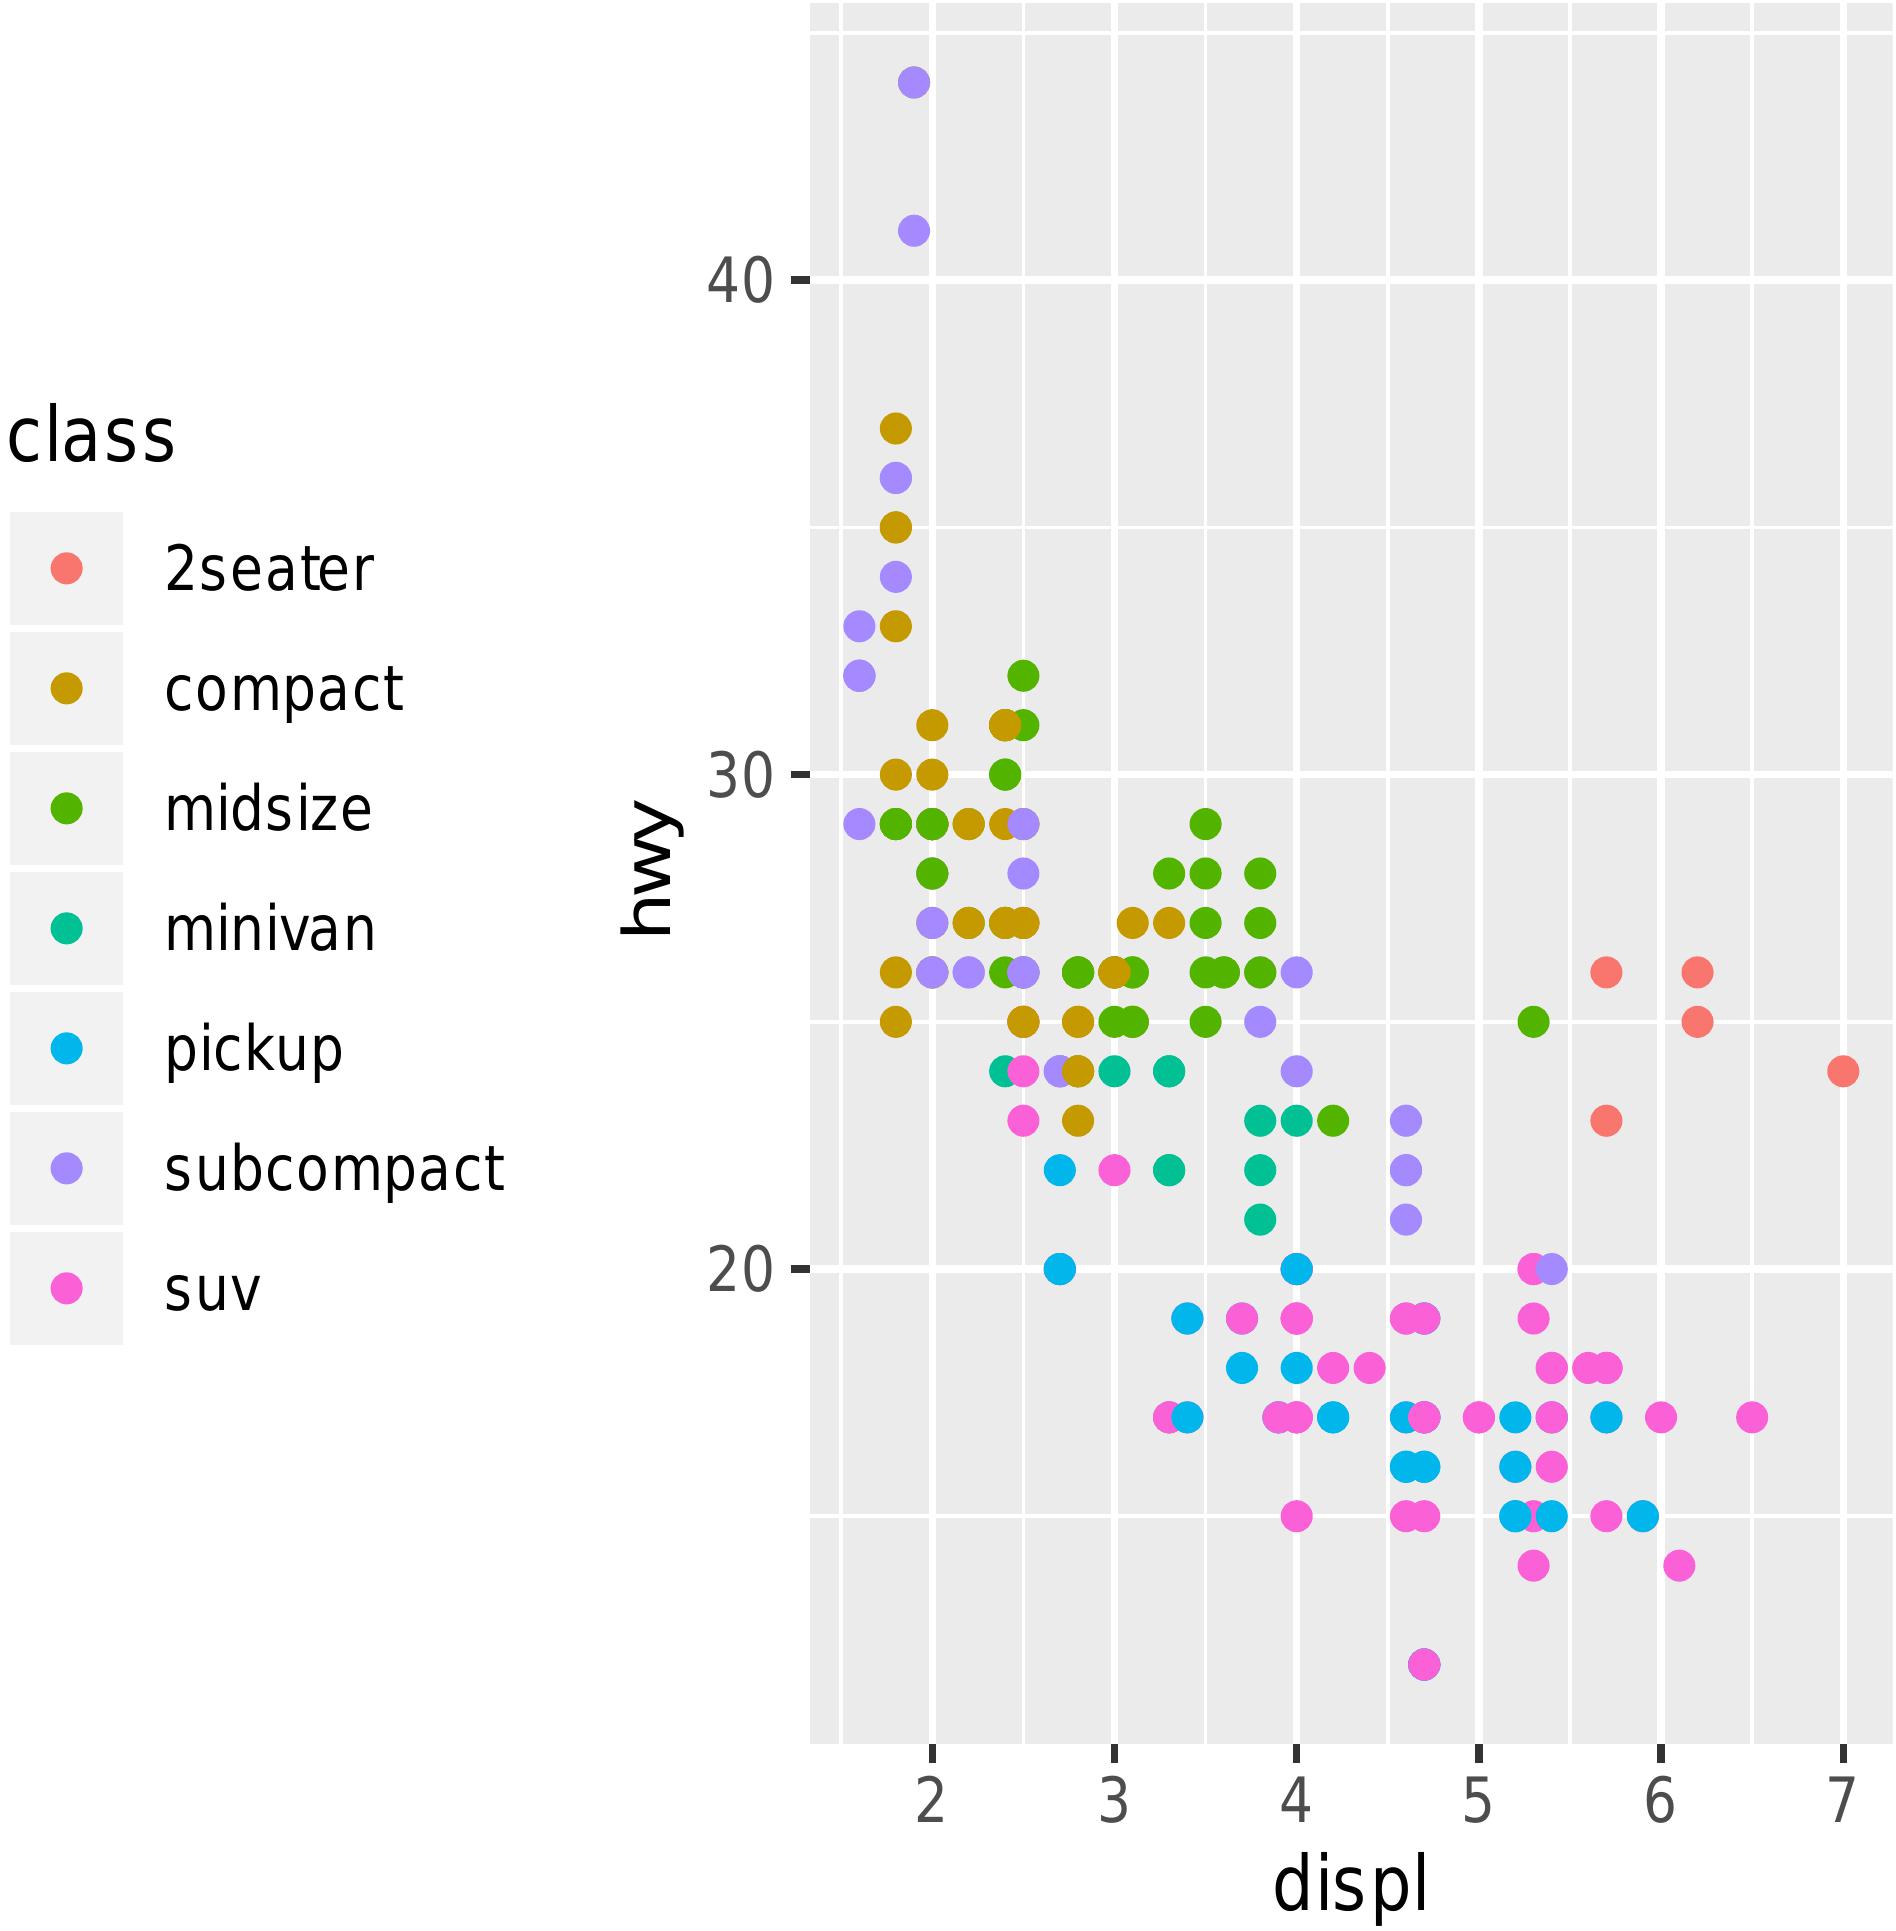 class
2seater
compact
midsize
minivan
pickup
subcompact
suv
hwy
40
30
20
2 3 4 5 6 7
displ